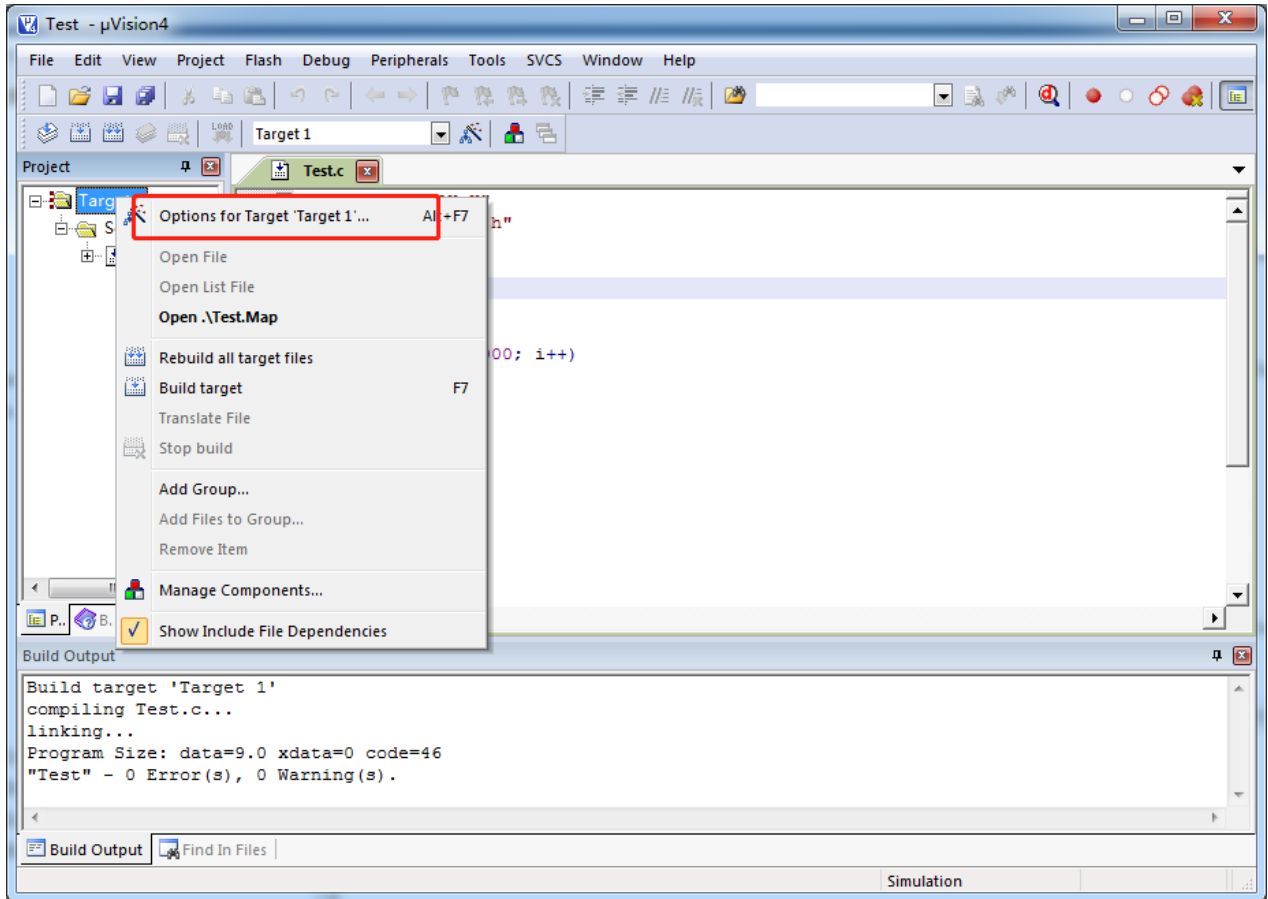 Test - µVision4
File Edit View Project Flash Debug Peripherals Tools SVCS Window Help
LOAD Target 1
Project
Test.c
Targ
Options for Target 'Target 1'... Alt+F7
h"
S
Open File
Open List File
Open .\Test.Map
Rebuild all target files
00; i++)
Build target F7
Translate File
Stop build
Add Group...
Add Files to Group...
Remove Item
Manage Components...
P.. B.
Show Include File Dependencies
Build Output
Build target 'Target 1'
compiling Test.c...
linking...
Program Size: data=9.0 xdata=0 code=46
"Test" - 0 Error(s), 0 Warning(s).
Build Output Find In Files
Simulation